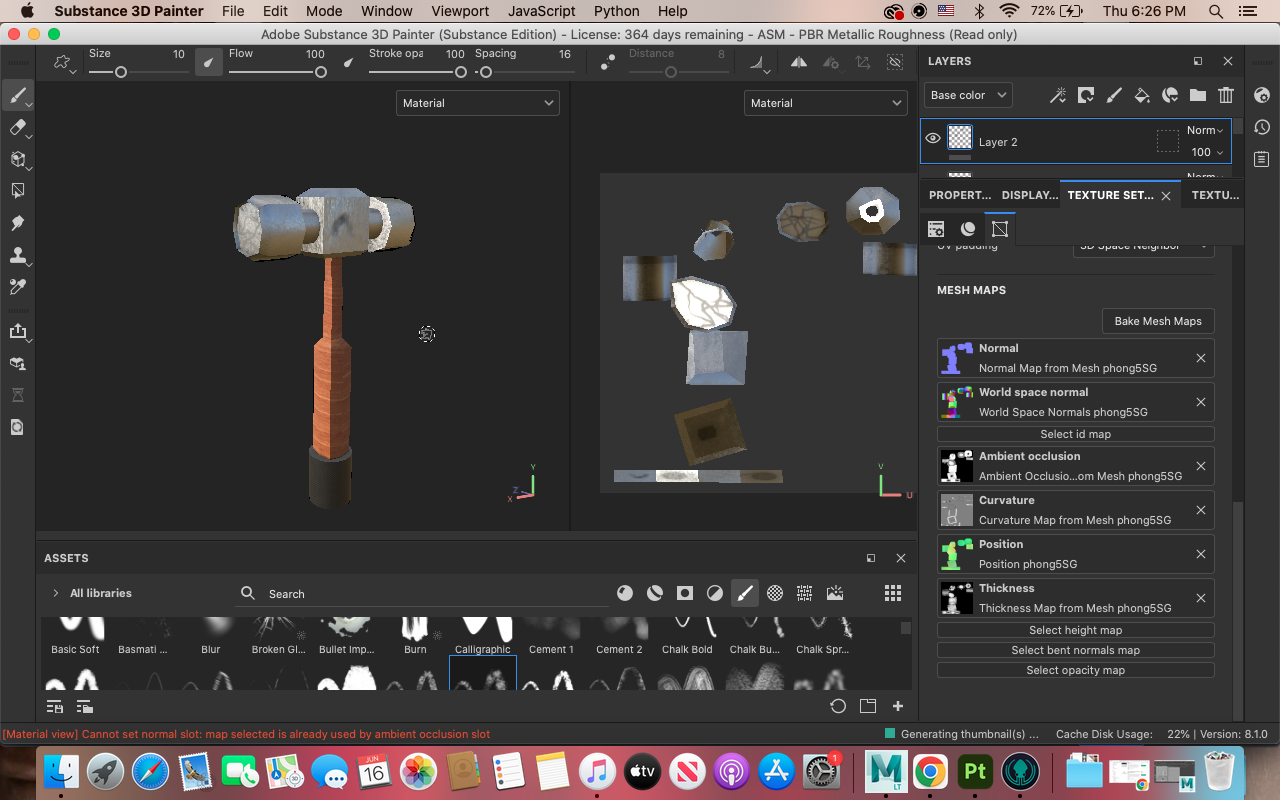 Substance 3D Painter File Edit Mode Window Viewport JavaScript Python Help 72% Thu 6:26 PM
Adobe Substance 3D Painter (Substance Edition) - License: 364 days remaining - ASM - PBR Metallic Roughness (Read only)
Size 10 Flow 100 Stroke opa 100 Spacing 16 Distance 8
LAYERS
Material
Material
Base color
Layer 2
Norm
100
Norm
PROPERT... DISPLAY... TEXTURE SET... TEXTU...
UV padding 3D Space Neighbor
MESH MAPS
Bake Mesh Maps
Normal
Normal Map from Mesh phong5SG
World space normal
World Space Normals phong5SG
Select id map
Ambient occlusion
Ambient Occlusio...om Mesh phong5SG
Curvature
Curvature Map from Mesh phong5SG
Position
Position phong5SG
Thickness
Thickness Map from Mesh phong5SG
Select height map
Select bent normals map
Select opacity map
Y
Z
X
V
U
ASSETS
All libraries
Search
Basic Soft Basmati ... Blur Broken Gl... Bullet Imp... Burn Calligraphic Cement 1 Cement 2 Chalk Bold Chalk Bu... Chalk Spr...
[Material view] Cannot set normal slot: map selected is already used by ambient occlusion slot
Generating thumbnail(s) ... Cache Disk Usage: 22% | Version: 8.1.0
JUN
16
tv
1
M
LT
Pt
M